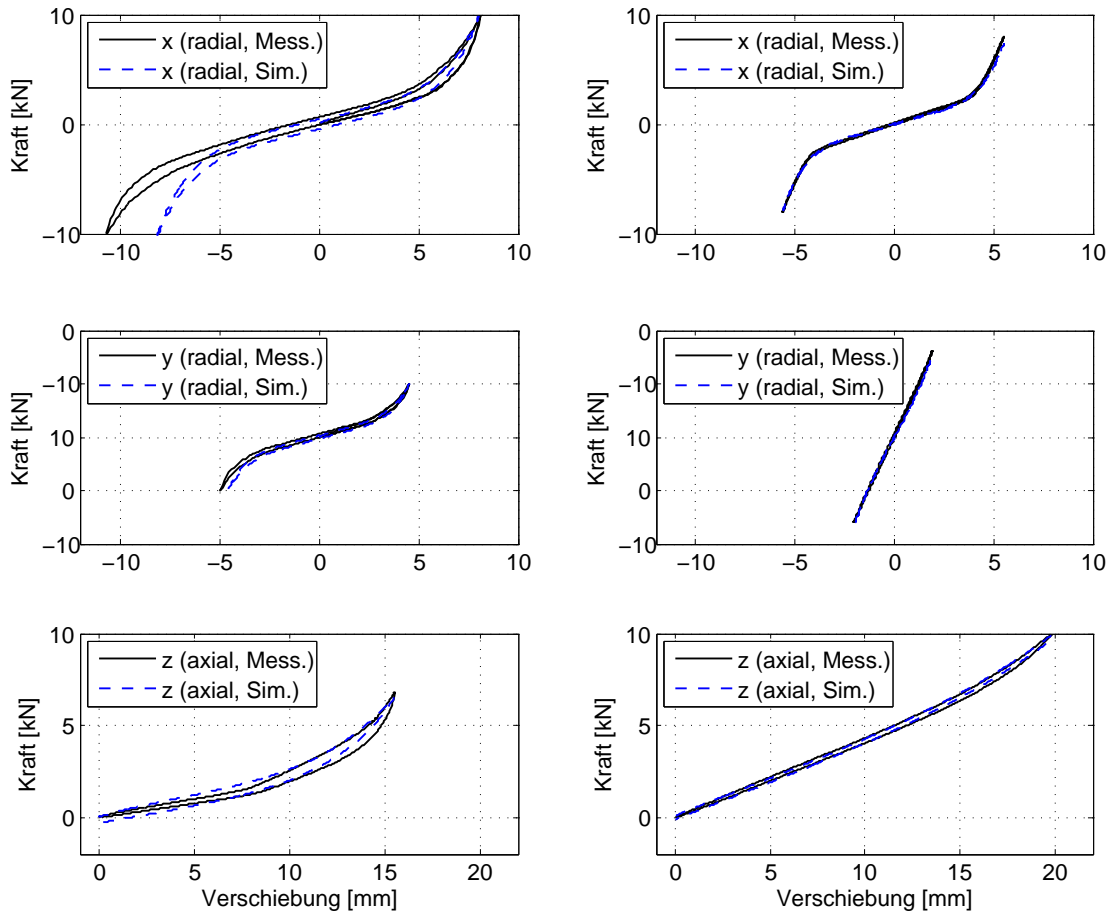 10
0
−10
Kraft [kN]
x (radial, Mess.)
x (radial, Sim.)
−10
−5
0
5
10
10
0
−10
Kraft [kN]
x (radial, Mess.)
x (radial, Sim.)
−10
−5
0
5
10
0
−10
10
0
−10
Kraft [kN]
y (radial, Mess.)
y (radial, Sim.)
−10
−5
0
5
10
0
−10
10
0
−10
Kraft [kN]
y (radial, Mess.)
y (radial, Sim.)
−10
−5
0
5
10
10
5
0
Kraft [kN]
z (axial, Mess.)
z (axial, Sim.)
0
5
10
15
20
Verschiebung [mm]
10
5
0
Kraft [kN]
z (axial, Mess.)
z (axial, Sim.)
0
5
10
15
20
Verschiebung [mm]